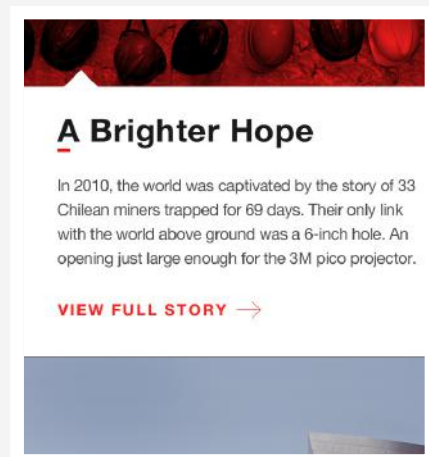 A Brighter Hope
In 2010, the world was captivated by the story of 33
Chilean miners trapped for 69 days. Their only link
with the world above ground was a 6-inch hole. An
opening just large enough for the 3M pico projector.
VIEW FULL STORY